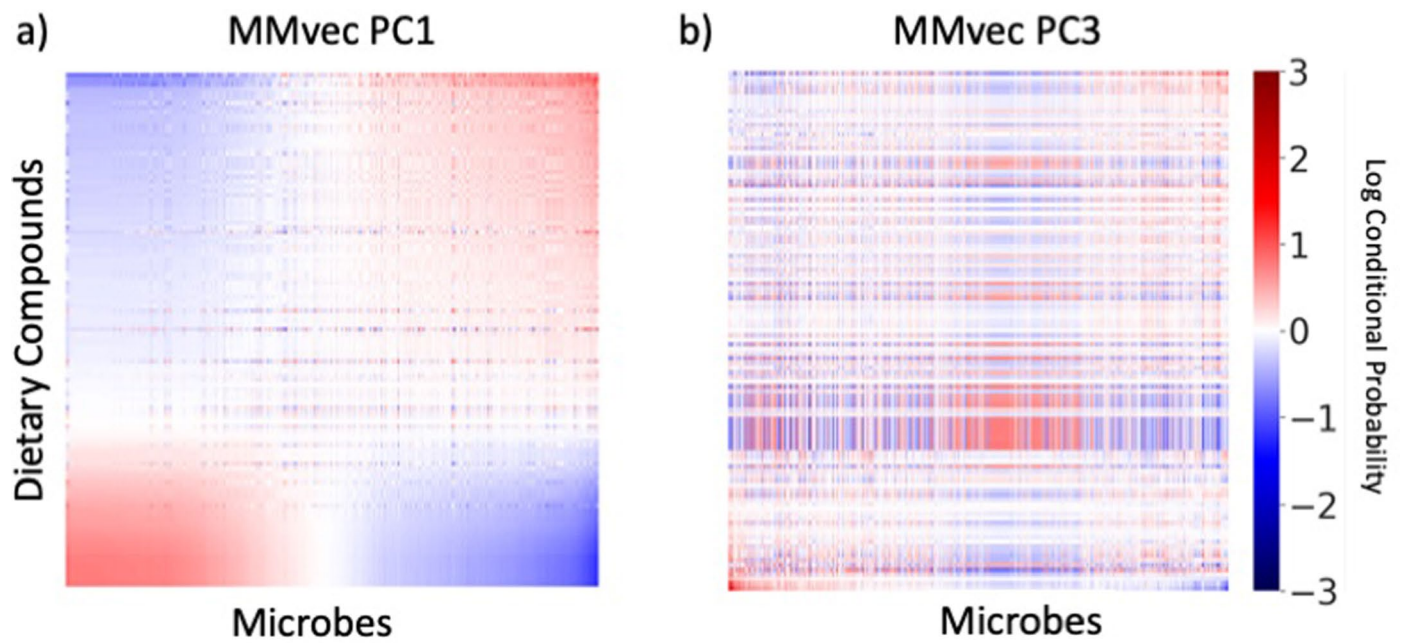 a)
MMvec PC1
b)
MMvec PC3
Dietary Compounds
Microbes
Microbes
3
2
1
0
−1
−2
−3
Log Conditional Probability